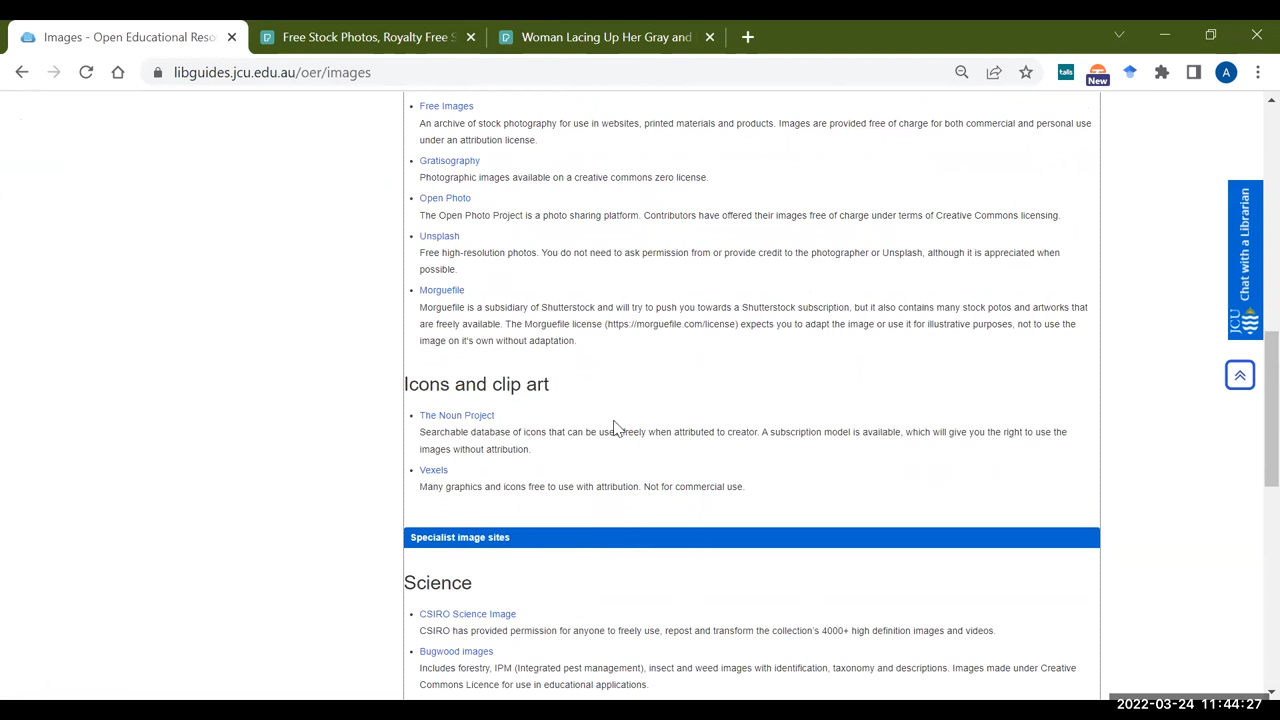 Images - Open Educational Reso
Free Stock Photos, Royalty Free S
Woman Lacing Up Her Gray and
libguides.jcu.edu.au/oer/images
talis
New
A
Free Images
An archive of stock photography for use in websites, printed materials and products. Images are provided free of charge for both commercial and personal use
under an attribution license.
Gratisography
Photographic images available on a creative commons zero license.
Open Photo
The Open Photo Project is a photo sharing platform. Contributors have offered their images free of charge under terms of Creative Commons licensing.
Unsplash
Free high-resolution photos. You do not need to ask permission from or provide credit to the photographer or Unsplash, although it is appreciated when
possible.
Morguefile
Morguefile is a subsidiary of Shutterstock and will try to push you towards a Shutterstock subscription, but it also contains many stock potos and artworks that
are freely available. The Morguefile license (https://morguefile.com/license) expects you to adapt the image or use it for illustrative purposes, not to use the
image on it's own without adaptation.
Icons and clip art
The Noun Project
Searchable database of icons that can be used freely when attributed to creator. A subscription model is available, which will give you the right to use the
images without attribution.
Vexels
Many graphics and icons free to use with attribution. Not for commercial use.
Specialist image sites
Science
CSIRO Science Image
CSIRO has provided permission for anyone to freely use, repost and transform the collection's 4000+ high definition images and videos.
Bugwood images
Includes forestry, IPM (Integrated pest management), insect and weed images with identification, taxonomy and descriptions. Images made under Creative
Commons Licence for use in educational applications.
Chat with a Librarian
JCU
2022-03-24 11:44:27